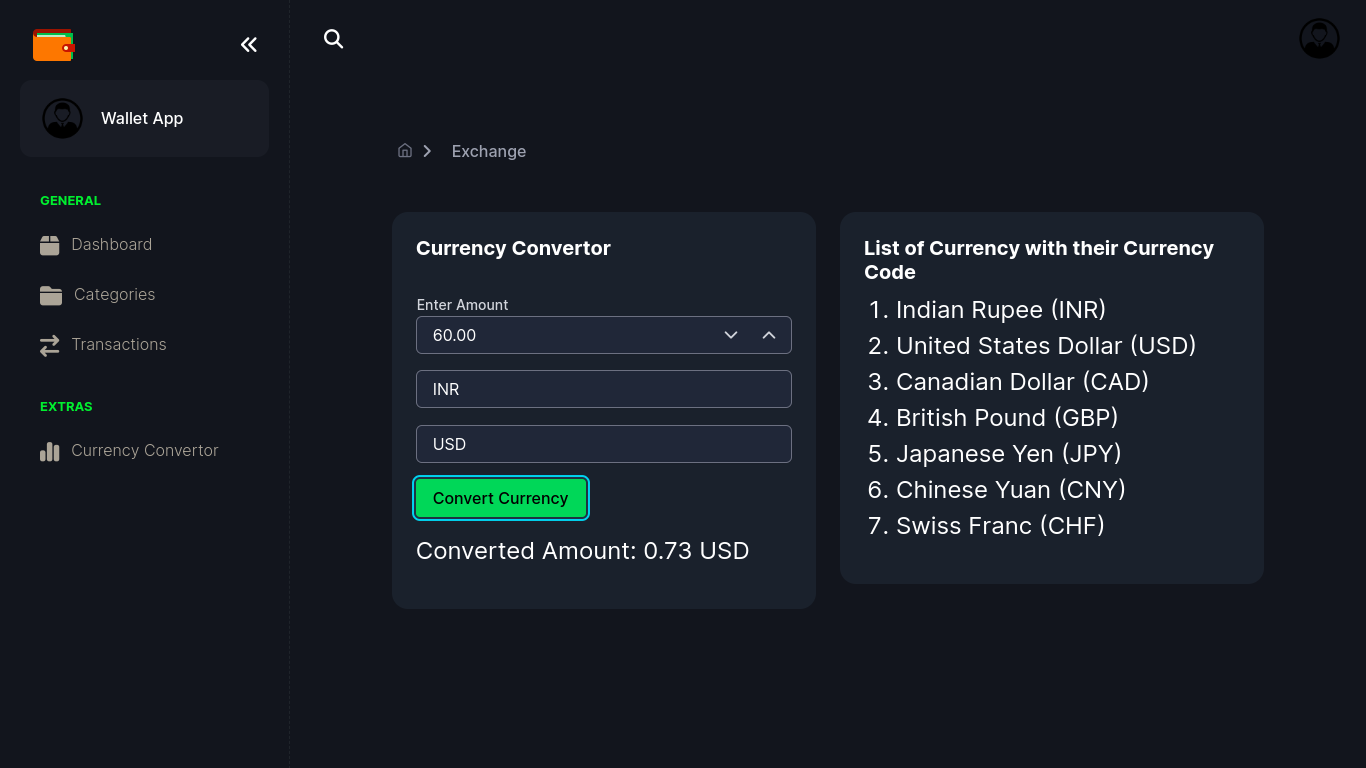 Wallet App
GENERAL
Dashboard
Categories
Transactions
EXTRAS
Currency Convertor
Exchange
Currency Convertor
Enter Amount
60.00
INR
USD
Convert Currency
Converted Amount: 0.73 USD
List of Currency with their Currency
Code
1. Indian Rupee (INR)
2. United States Dollar (USD)
3. Canadian Dollar (CAD)
4. British Pound (GBP)
5. Japanese Yen (JPY)
6. Chinese Yuan (CNY)
7. Swiss Franc (CHF)